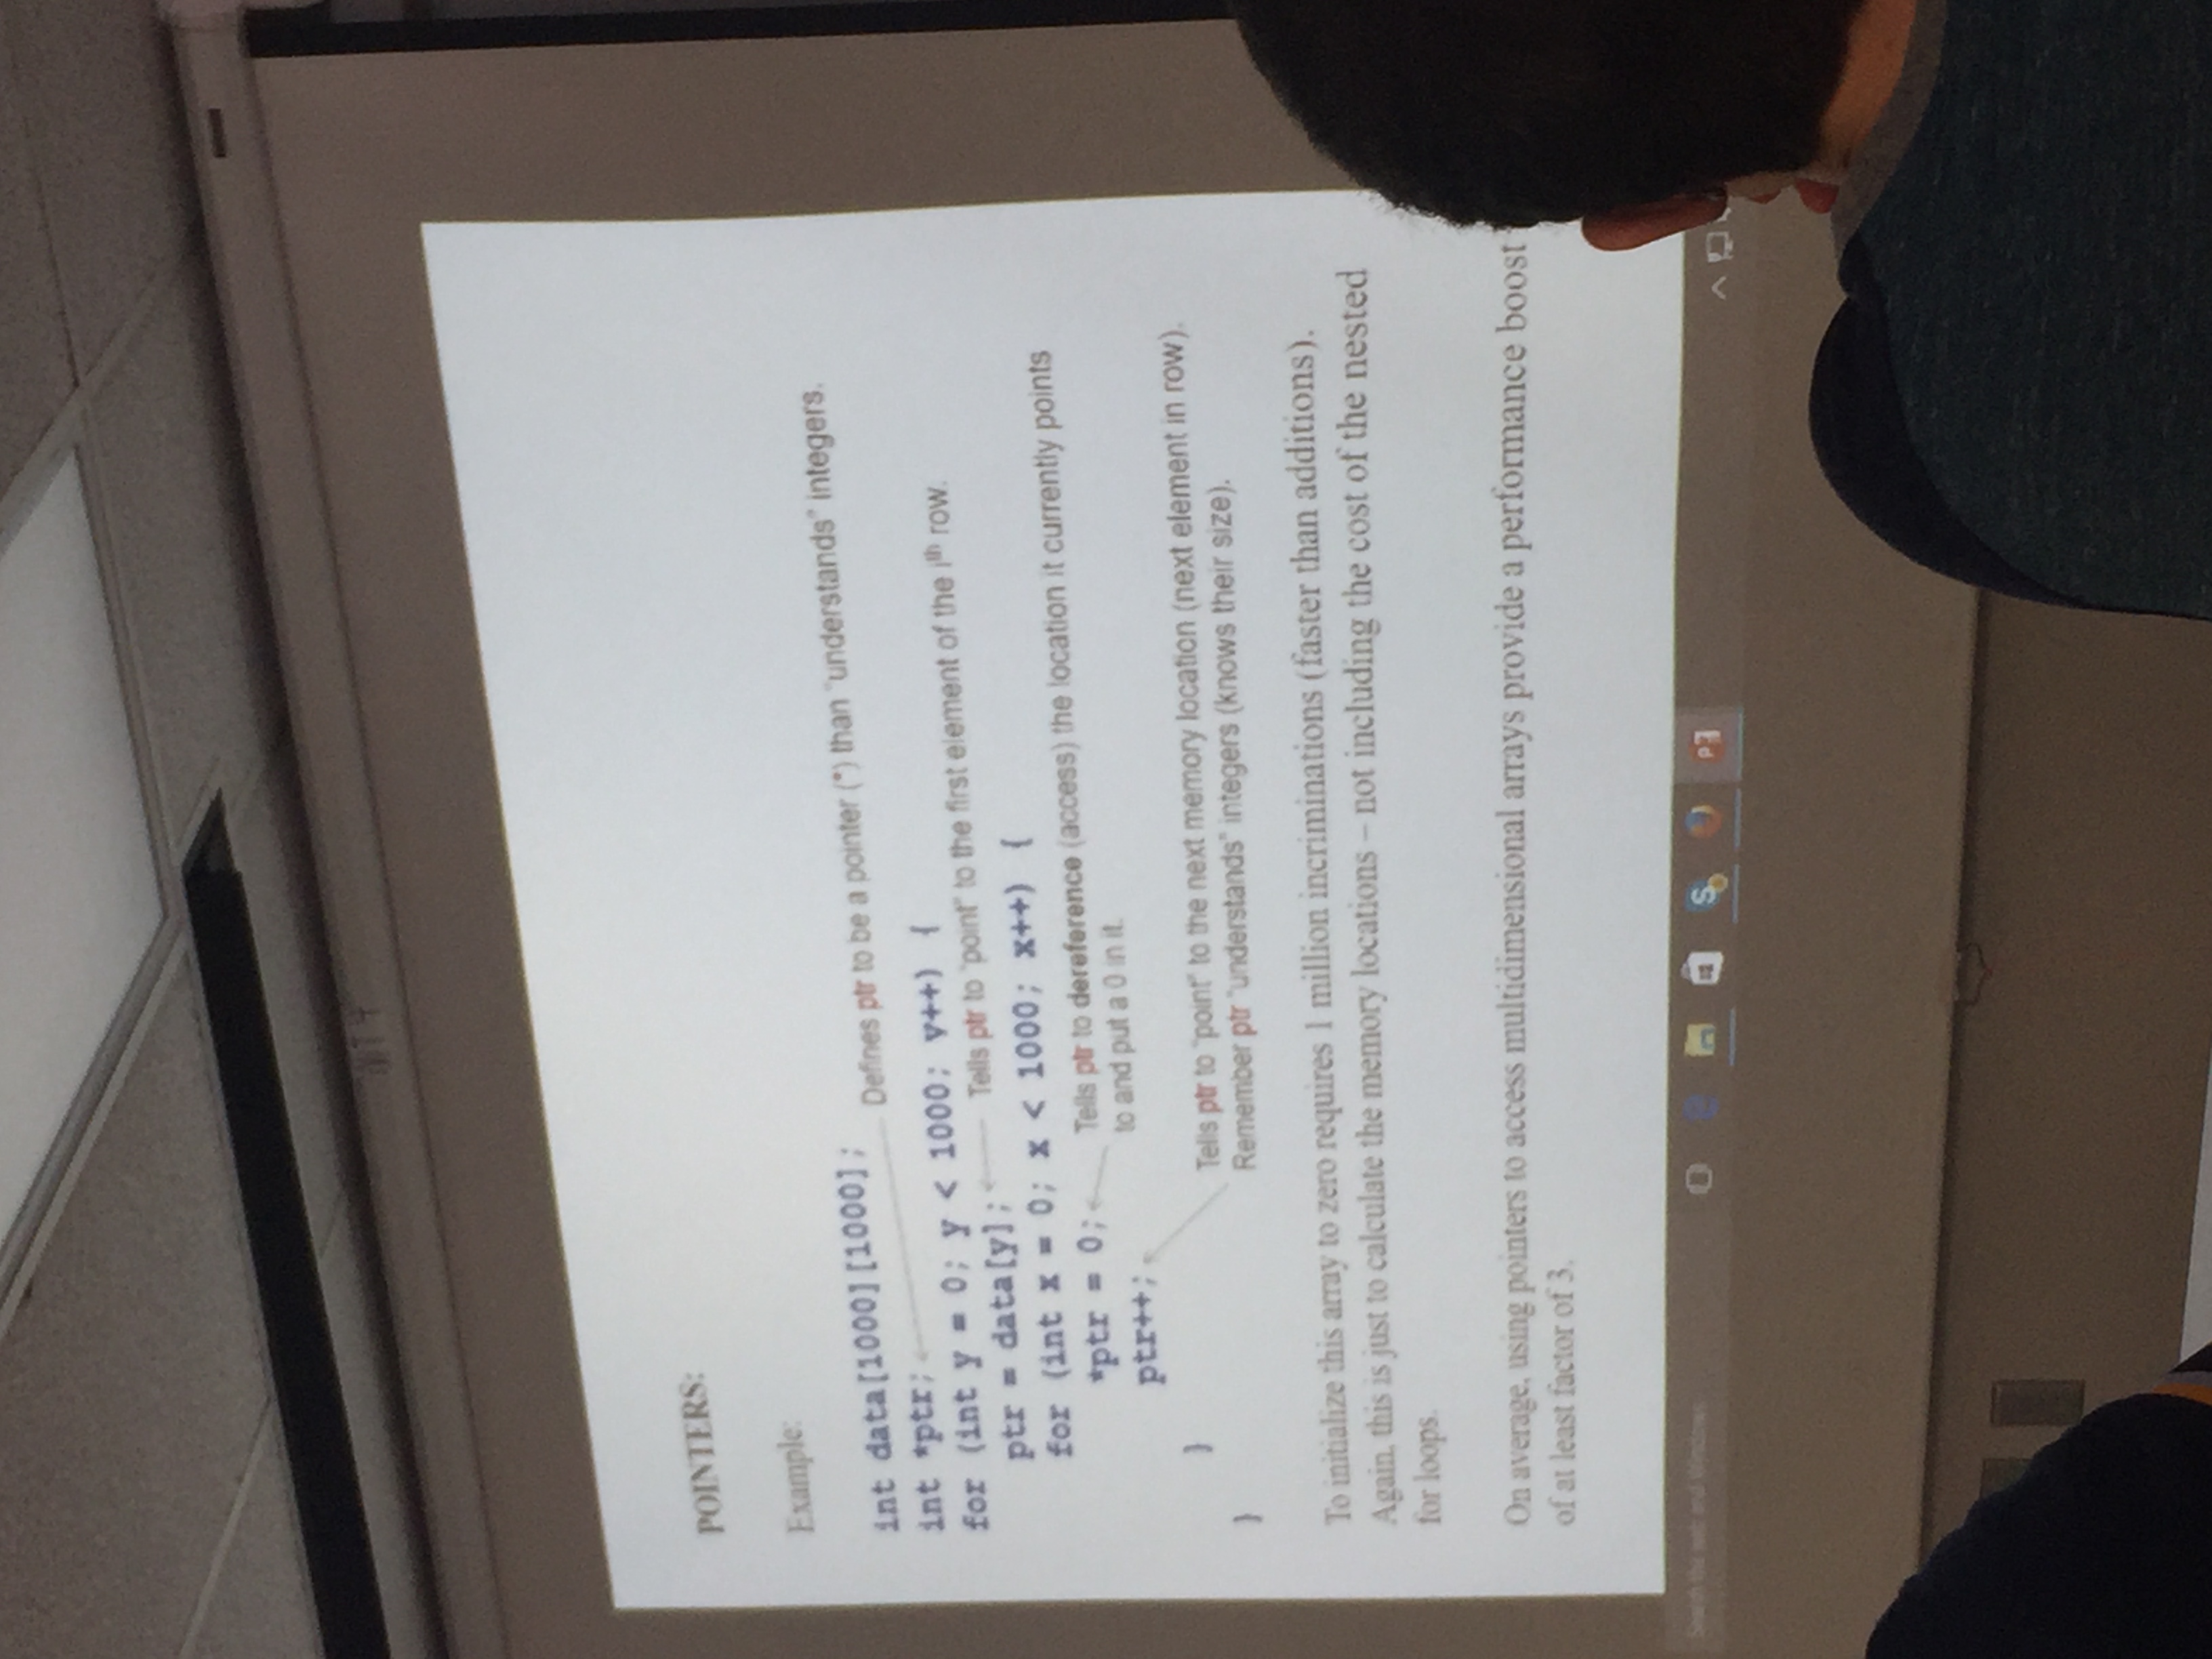 POINTERS:
Example:
int data[1000][1000];
Defines ptr to be a pointer (*) than "understands" integers.
int *ptr;
for (int y = 0; y < 1000; y++) {
Tells ptr to "point" to the first element of the ith row.
ptr = data[y];
for (int x = 0; x < 1000; x++) {
*ptr = 0;
Tells ptr to dereference (access) the location it currently points
to and put a 0 in it.
ptr++;
}
Tells ptr to "point" to the next memory location (next element in row).
Remember ptr "understands" integers (knows their size).
}
To initialize this array to zero requires 1 million incriminations (faster than additions).
Again, this is just to calculate the memory locations – not including the cost of the nested
for loops.
On average, using pointers to access multidimensional arrays provide a performance boost
of at least factor of 3.
Search the web and Windows